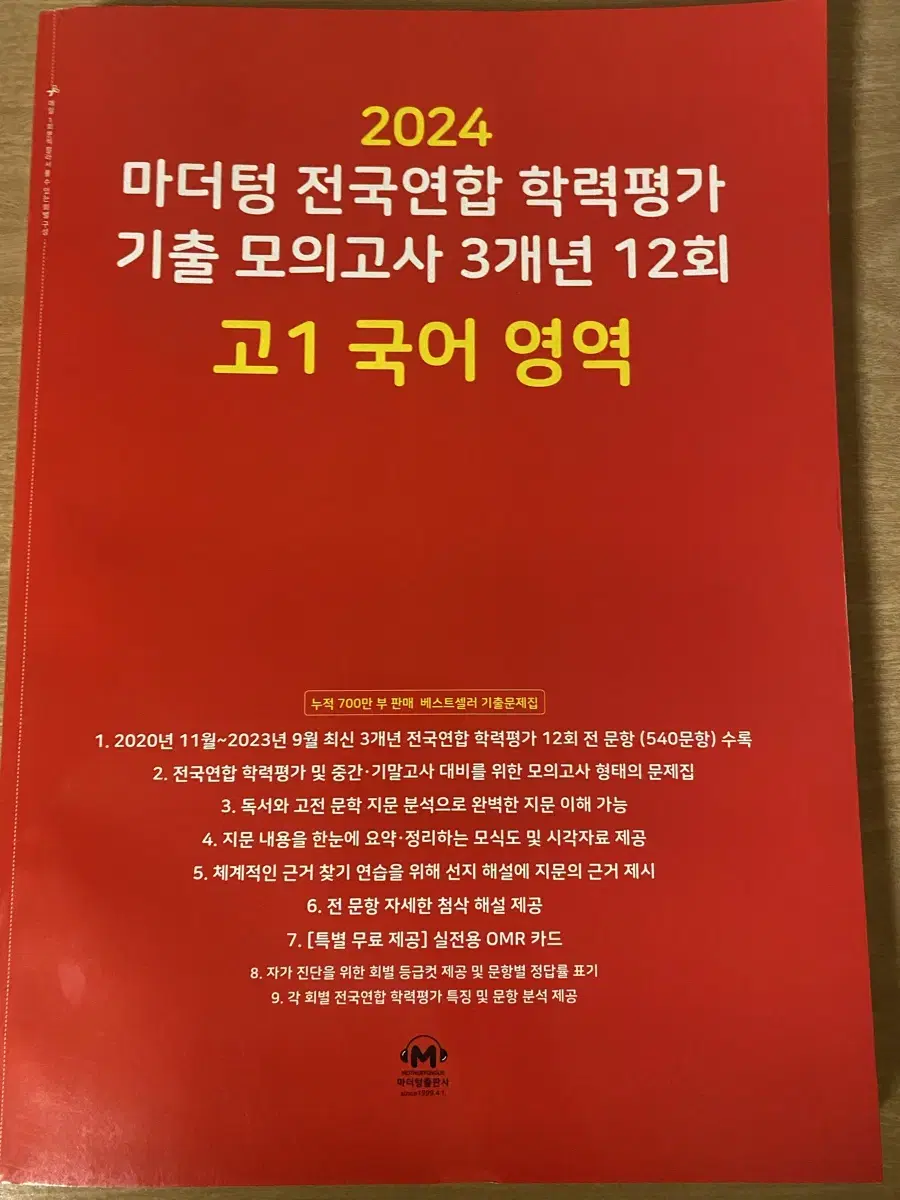 2024
마더텅 전국연합 학력평가
기출 모의고사 3개년 12회
고1 국어 영역
누적 700만 부 판매 베스트셀러 기출문제집
1. 2020년 11월~2023년 9월 최신 3개년 전국연합 학력평가 12회 전 문항 (540문항) 수록
2. 전국연합 학력평가 및 중간·기말고사 대비를 위한 모의고사 형태의 문제집
3. 독서와 고전 문학 지문 분석으로 완벽한 지문 이해 가능
4. 지문 내용을 한눈에 요약·정리하는 모식도 및 시각자료 제공
5. 체계적인 근거 찾기 연습을 위해 선지 해설에 지문의 근거 제시
6. 전 문항 자세한 첨삭 해설 제공
7. [특별 무료 제공] 실전용 OMR 카드
8. 자가 진단을 위한 회별 등급컷 제공 및 문항별 정답률 표기
9. 각 회별 전국연합 학력평가 특징 및 문항 분석 제공
M
MOTHERTONGUE
마더텅출판사
since1999.4.1.